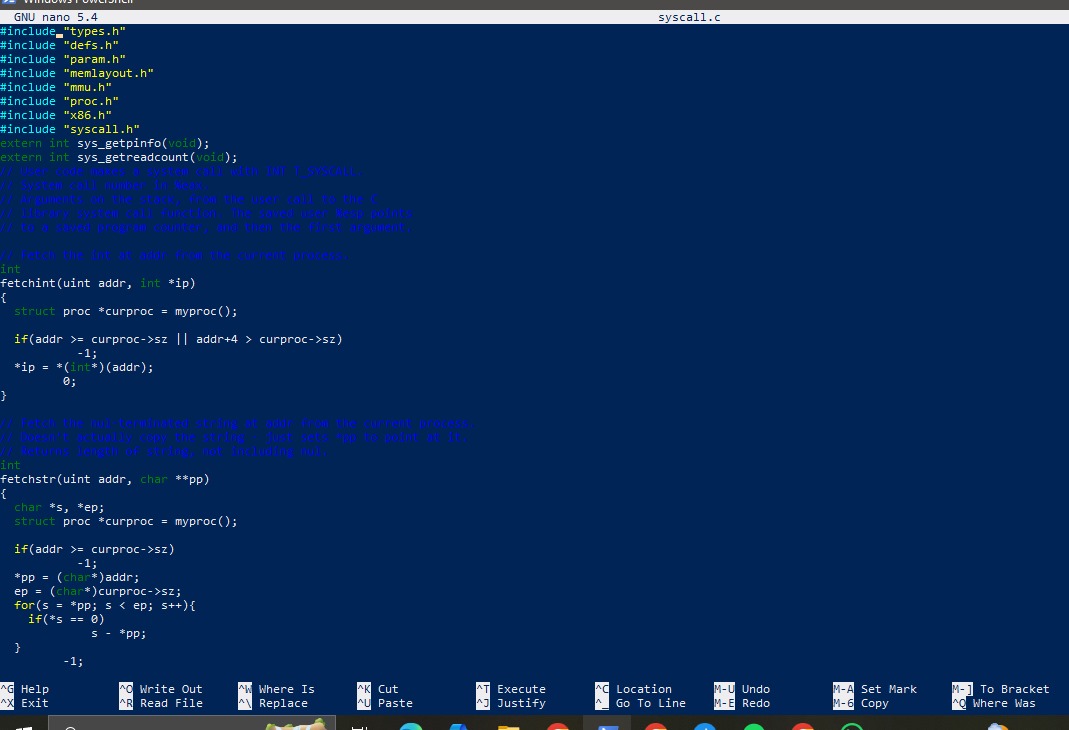 Windows PowerShell
GNU nano 5.4 syscall.c
#include "types.h"
#include "defs.h"
#include "param.h"
#include "memlayout.h"
#include "mmu.h"
#include "proc.h"
#include "x86.h"
#include "syscall.h"
extern int sys_getpinfo(void);
extern int sys_getreadcount(void);
// User code makes a system call with INT T_SYSCALL.
// System call number in %eax.
// Arguments on the stack, from the user call to the C
// library system call function. The saved user %esp points
// to a saved program counter, and then the first argument.
// Fetch the int at addr from the current process.
int
fetchint(uint addr, int *ip)
{
struct proc *curproc = myproc();
if(addr >= curproc->sz || addr+4 > curproc->sz)
-1;
*ip = *(int*)(addr);
0;
}
// Fetch the nul-terminated string at addr from the current process.
// Doesn't actually copy the string - just sets *pp to point at it.
// Returns length of string, not including nul.
int
fetchstr(uint addr, char **pp)
{
char *s, *ep;
struct proc *curproc = myproc();
if(addr >= curproc->sz)
-1;
*pp = (char*)addr;
ep = (char*)curproc->sz;
for(s = *pp; s < ep; s++){
if(*s == 0)
s - *pp;
}
-1;
^G Help ^O Write Out ^W Where Is ^K Cut ^T Execute ^C Location M-U Undo M-A Set Mark M-] To Bracket
^X Exit ^R Read File ^\ Replace ^U Paste ^J Justify ^_ Go To Line M-E Redo M-6 Copy ^Q Where Was